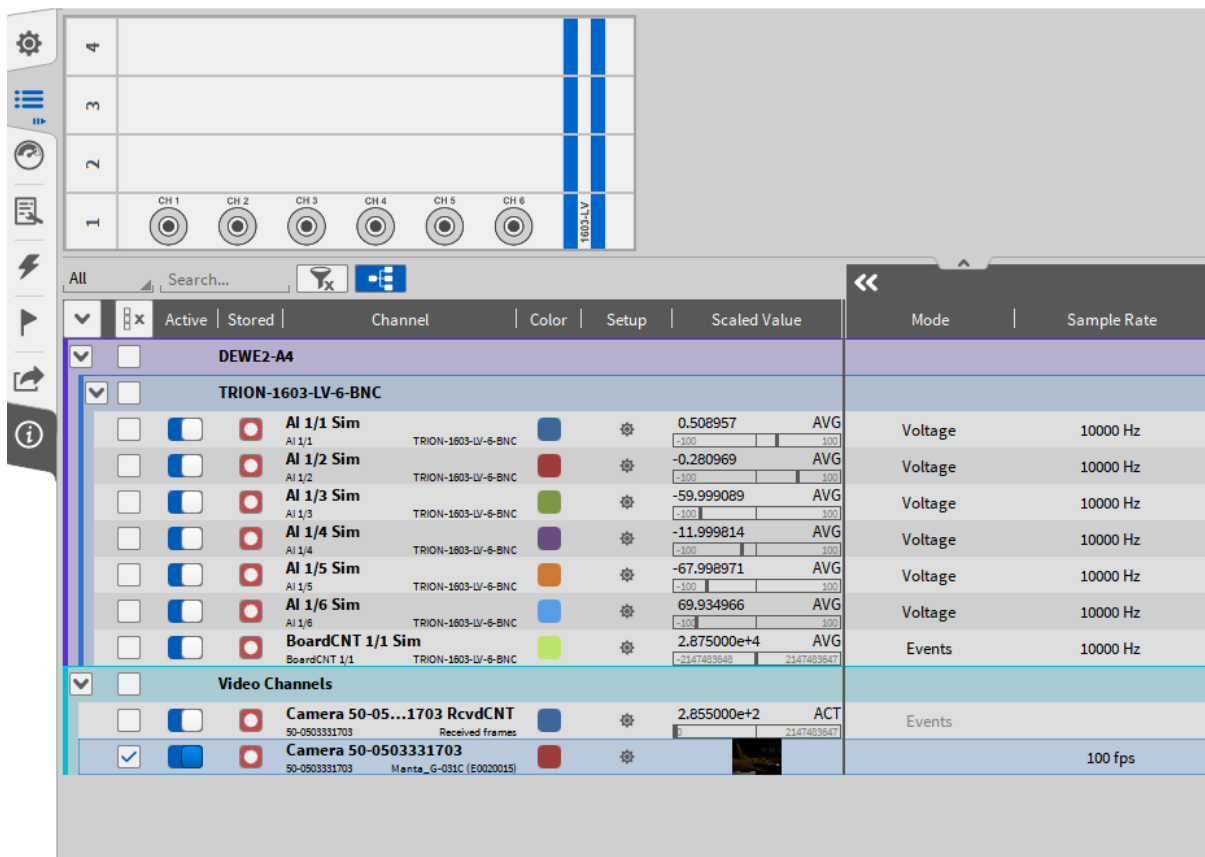 4
3
2
1
CH 1 CH 2 CH 3 CH 4 CH 5 CH 6
1603-LV
All Search...
Active Stored Channel Color Setup Scaled Value Mode Sample Rate
DEWE2-A4
TRION-1603-LV-6-BNC
AI 1/1 Sim 0.508957 AVG Voltage 10000 Hz
AI 1/1 TRION-1603-LV-6-BNC -100 100
AI 1/2 Sim -0.280969 AVG Voltage 10000 Hz
AI 1/2 TRION-1603-LV-6-BNC -100 100
AI 1/3 Sim -59.999089 AVG Voltage 10000 Hz
AI 1/3 TRION-1603-LV-6-BNC -100 100
AI 1/4 Sim -11.999814 AVG Voltage 10000 Hz
AI 1/4 TRION-1603-LV-6-BNC -100 100
AI 1/5 Sim -67.998971 AVG Voltage 10000 Hz
AI 1/5 TRION-1603-LV-6-BNC -100 100
AI 1/6 Sim 69.934966 AVG Voltage 10000 Hz
AI 1/6 TRION-1603-LV-6-BNC -100 100
BoardCNT 1/1 Sim 2.875000e+4 AVG Events 10000 Hz
BoardCNT 1/1 TRION-1603-LV-6-BNC -2147483648 2147483647
Video Channels
Camera 50-05...1703 RcvdCNT 2.855000e+2 ACT Events
50-0503331703 Received frames 0 2147483647
Camera 50-0503331703 100 fps
50-0503331703 Manta_G-031C (E0020015)